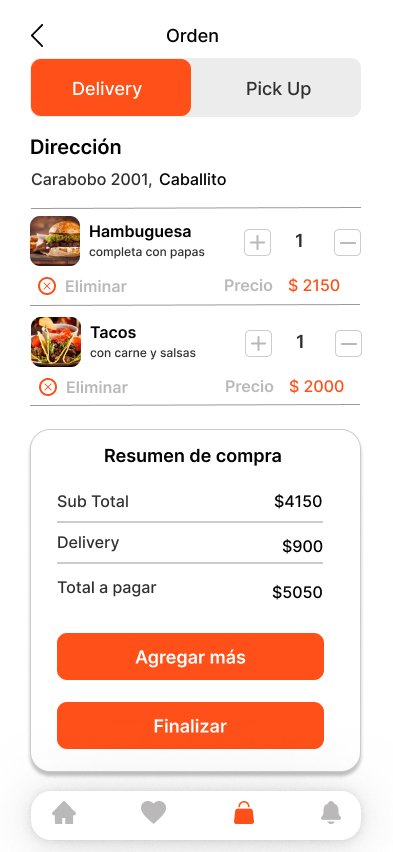 Orden
Delivery Pick Up
Dirección
Carabobo 2001, Caballito
Hambuguesa
completa con papas
1
Eliminar Precio $ 2150
Tacos
con carne y salsas
1
Eliminar Precio $ 2000
Resumen de compra
Sub Total $4150
Delivery $900
Total a pagar $5050
Agregar más
Finalizar